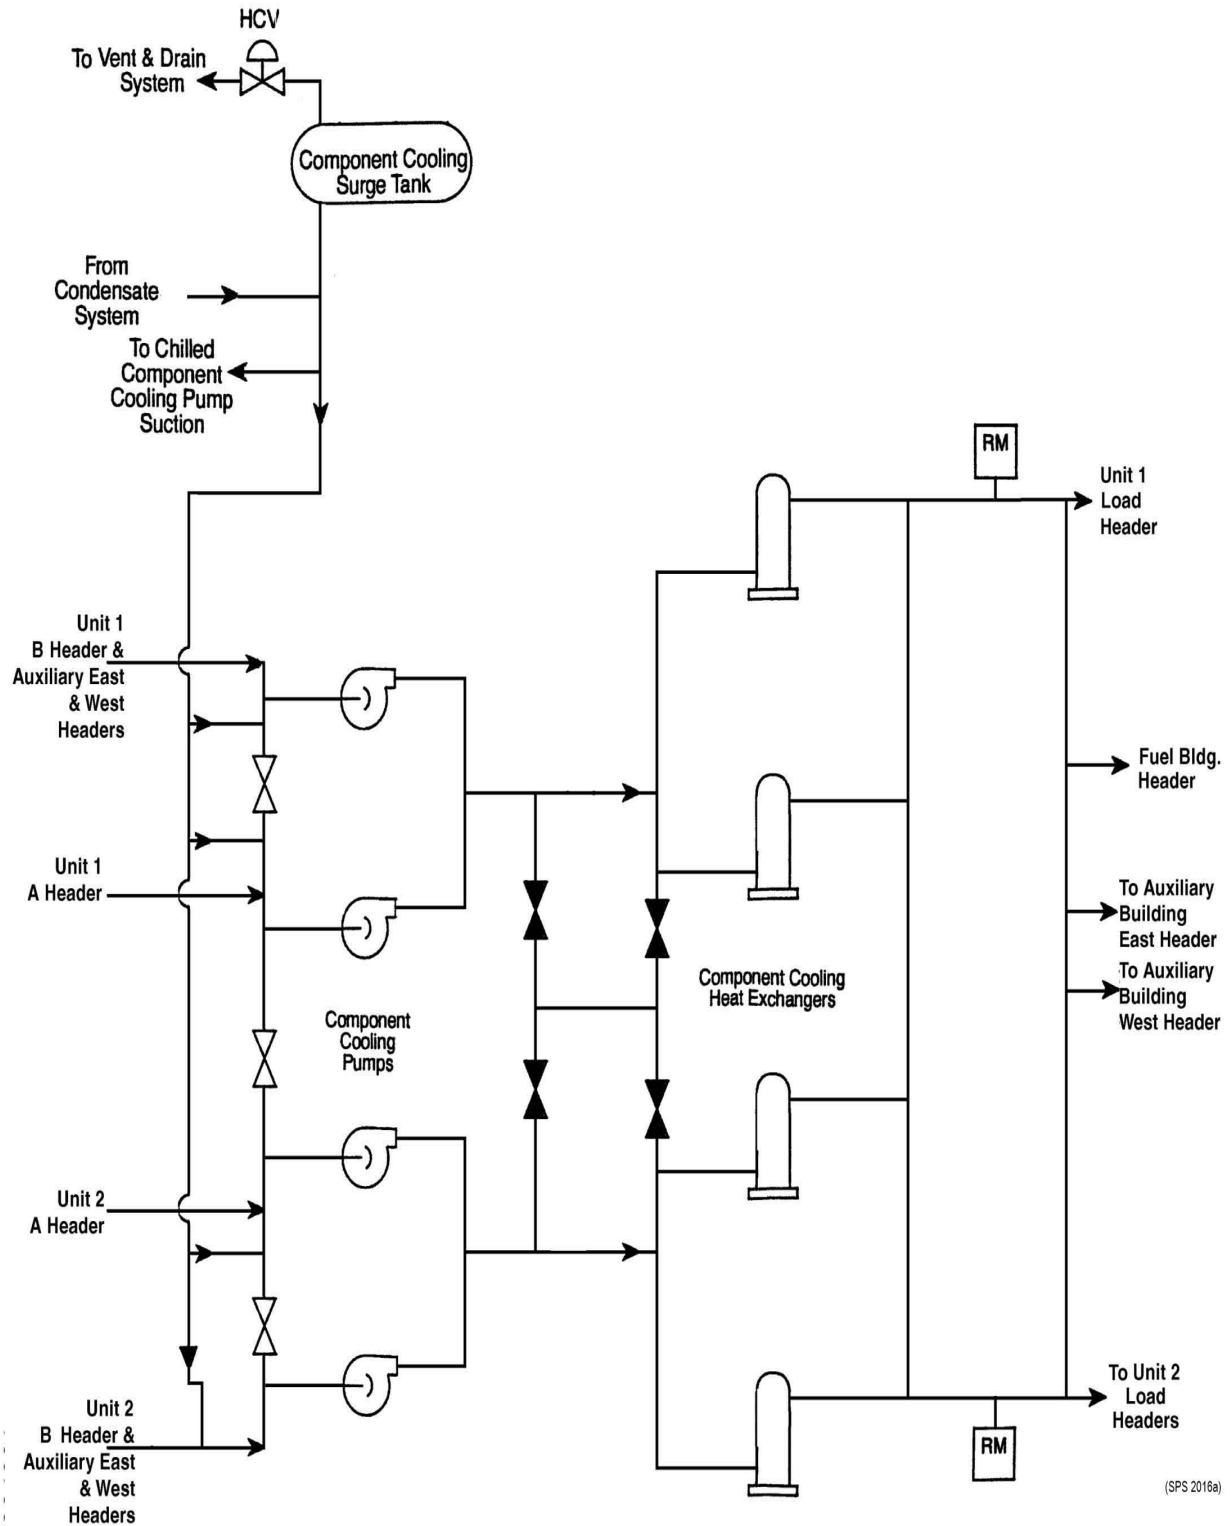 HCV
To Vent & Drain
System
Component Cooling
Surge Tank
From
Condensate
System
To Chilled
Component
Cooling Pump
Suction
RM
Unit 1
Load
Header
Unit 1
B Header &
Auxiliary East
& West
Headers
Fuel Bldg.
Header
Unit 1
A Header
To Auxiliary
Building
East Header
To Auxiliary
Building
West Header
Component Cooling
Heat Exchangers
Component
Cooling
Pumps
Unit 2
A Header
To Unit 2
Load
Headers
Unit 2
B Header &
Auxiliary East
& West
Headers
RM
(SPS 2016a)